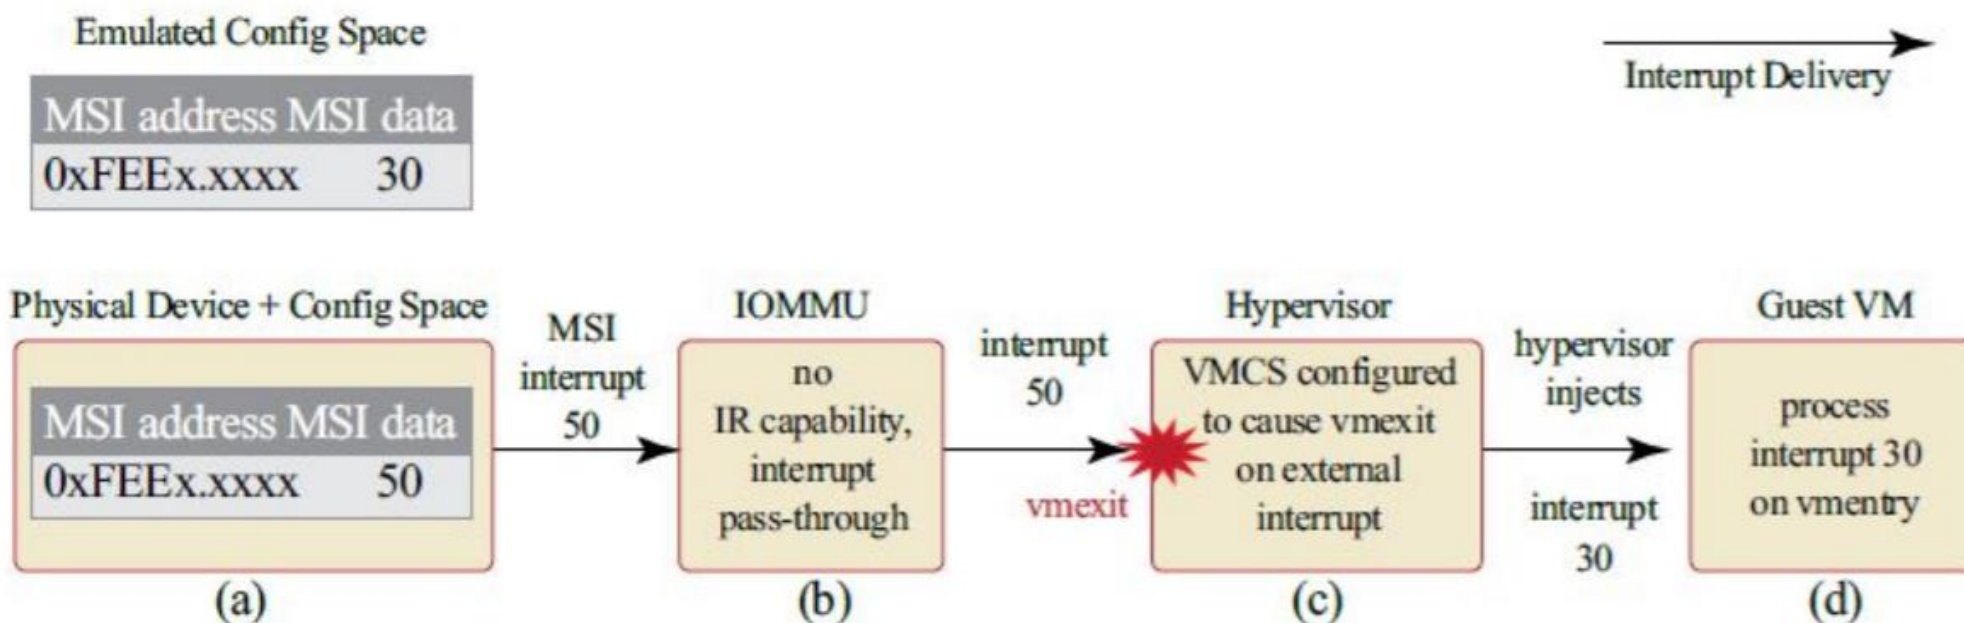 Emulated Config Space
MSI address MSI data
0xFEEx.xxxx 30
Interrupt Delivery
Physical Device + Config Space
MSI address MSI data
0xFEEx.xxxx 50
(a)
MSI
interrupt
50
IOMMU
no
IR capability,
interrupt
pass-through
(b)
interrupt
50
vmexit
Hypervisor
VMCS configured
to cause vmexit
on external
interrupt
(c)
hypervisor
injects
interrupt
30
Guest VM
process
interrupt 30
on vmentry
(d)